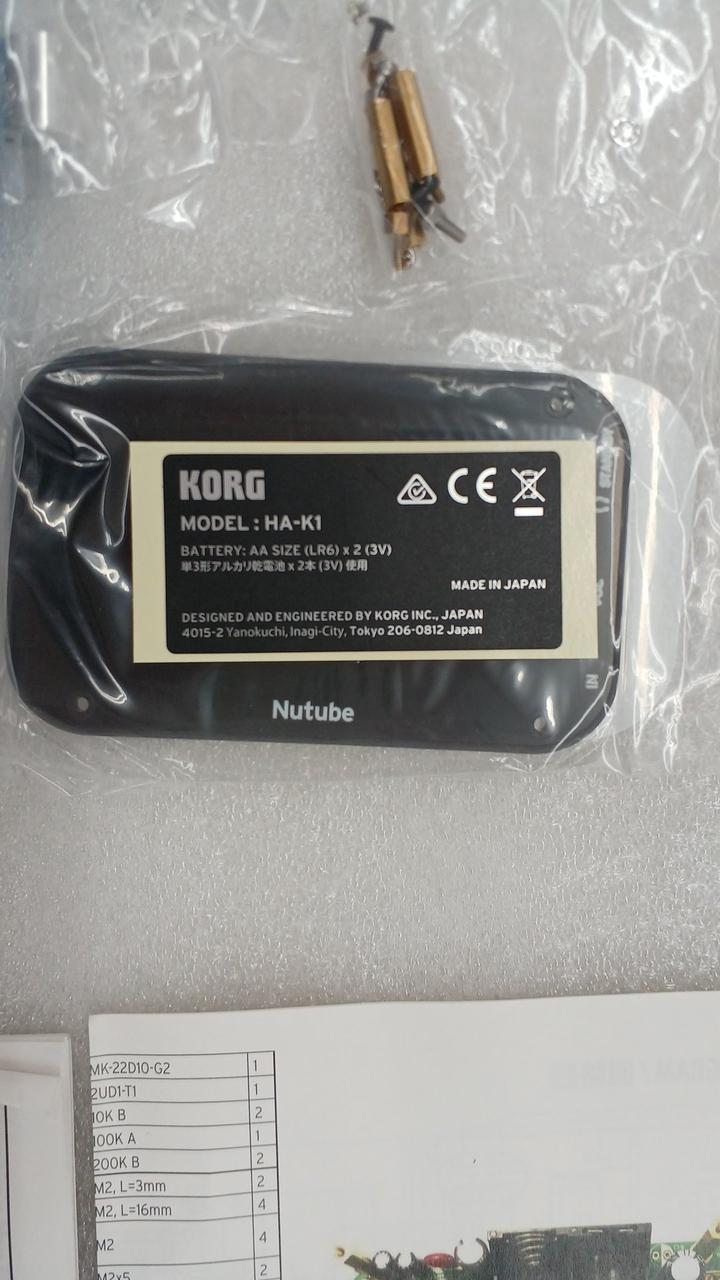 KORG
MODEL : HA-K1
BATTERY: AA SIZE (LR6) x 2 (3V)
単3形アルカリ乾電池 x 2本 (3V) 使用
MADE IN JAPAN
DESIGNED AND ENGINEERED BY KORG INC., JAPAN
4015-2 Yanokuchi, Inagi-City, Tokyo 206-0812 Japan
Nutube
IN
MK-22D10-G2 1
2UD1-T1 1
10K B 2
100K A 1
200K B 2
M2, L=3mm 2
M2, L=16mm 4
M2 4
M2x5 2